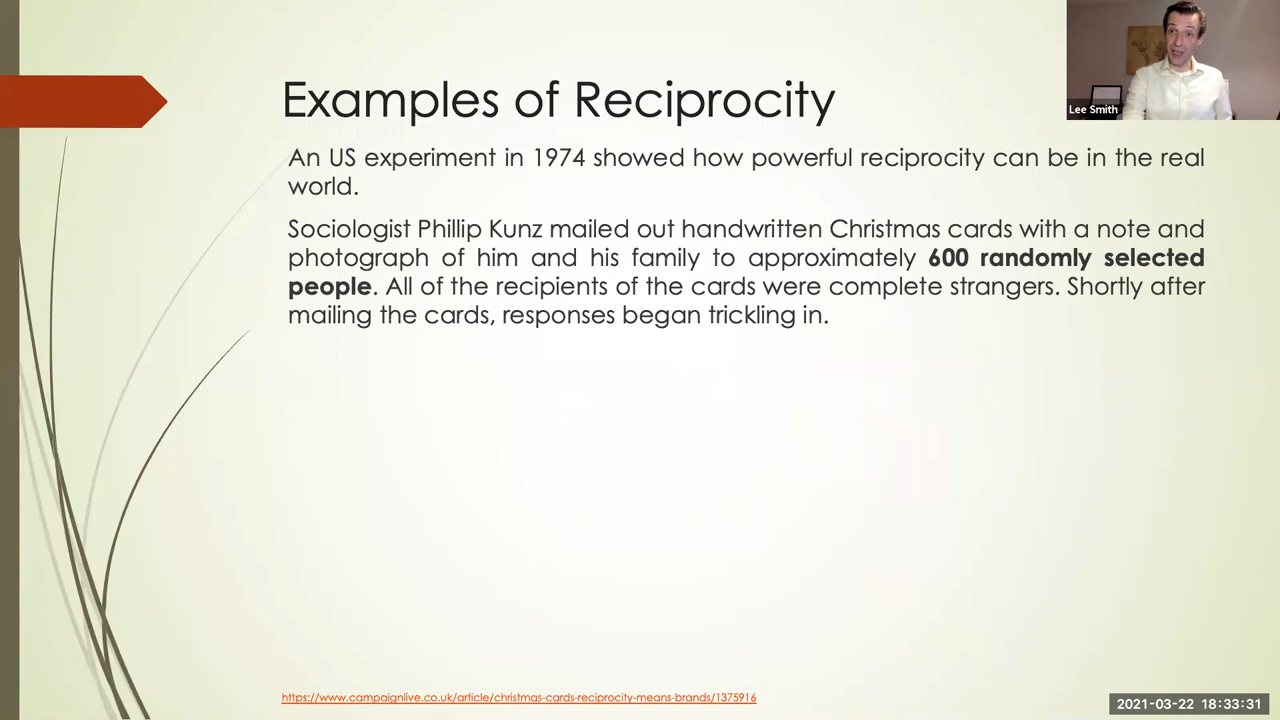 Examples of Reciprocity
Lee Smith
An US experiment in 1974 showed how powerful reciprocity can be in the real
world.
Sociologist Phillip Kunz mailed out handwritten Christmas cards with a note and
photograph of him and his family to approximately 600 randomly selected
people. All of the recipients of the cards were complete strangers. Shortly after
mailing the cards, responses began trickling in.
https://www.campaignlive.co.uk/article/christmas-cards-reciprocity-means-brands/1375916
2021-03-22 18:33:31